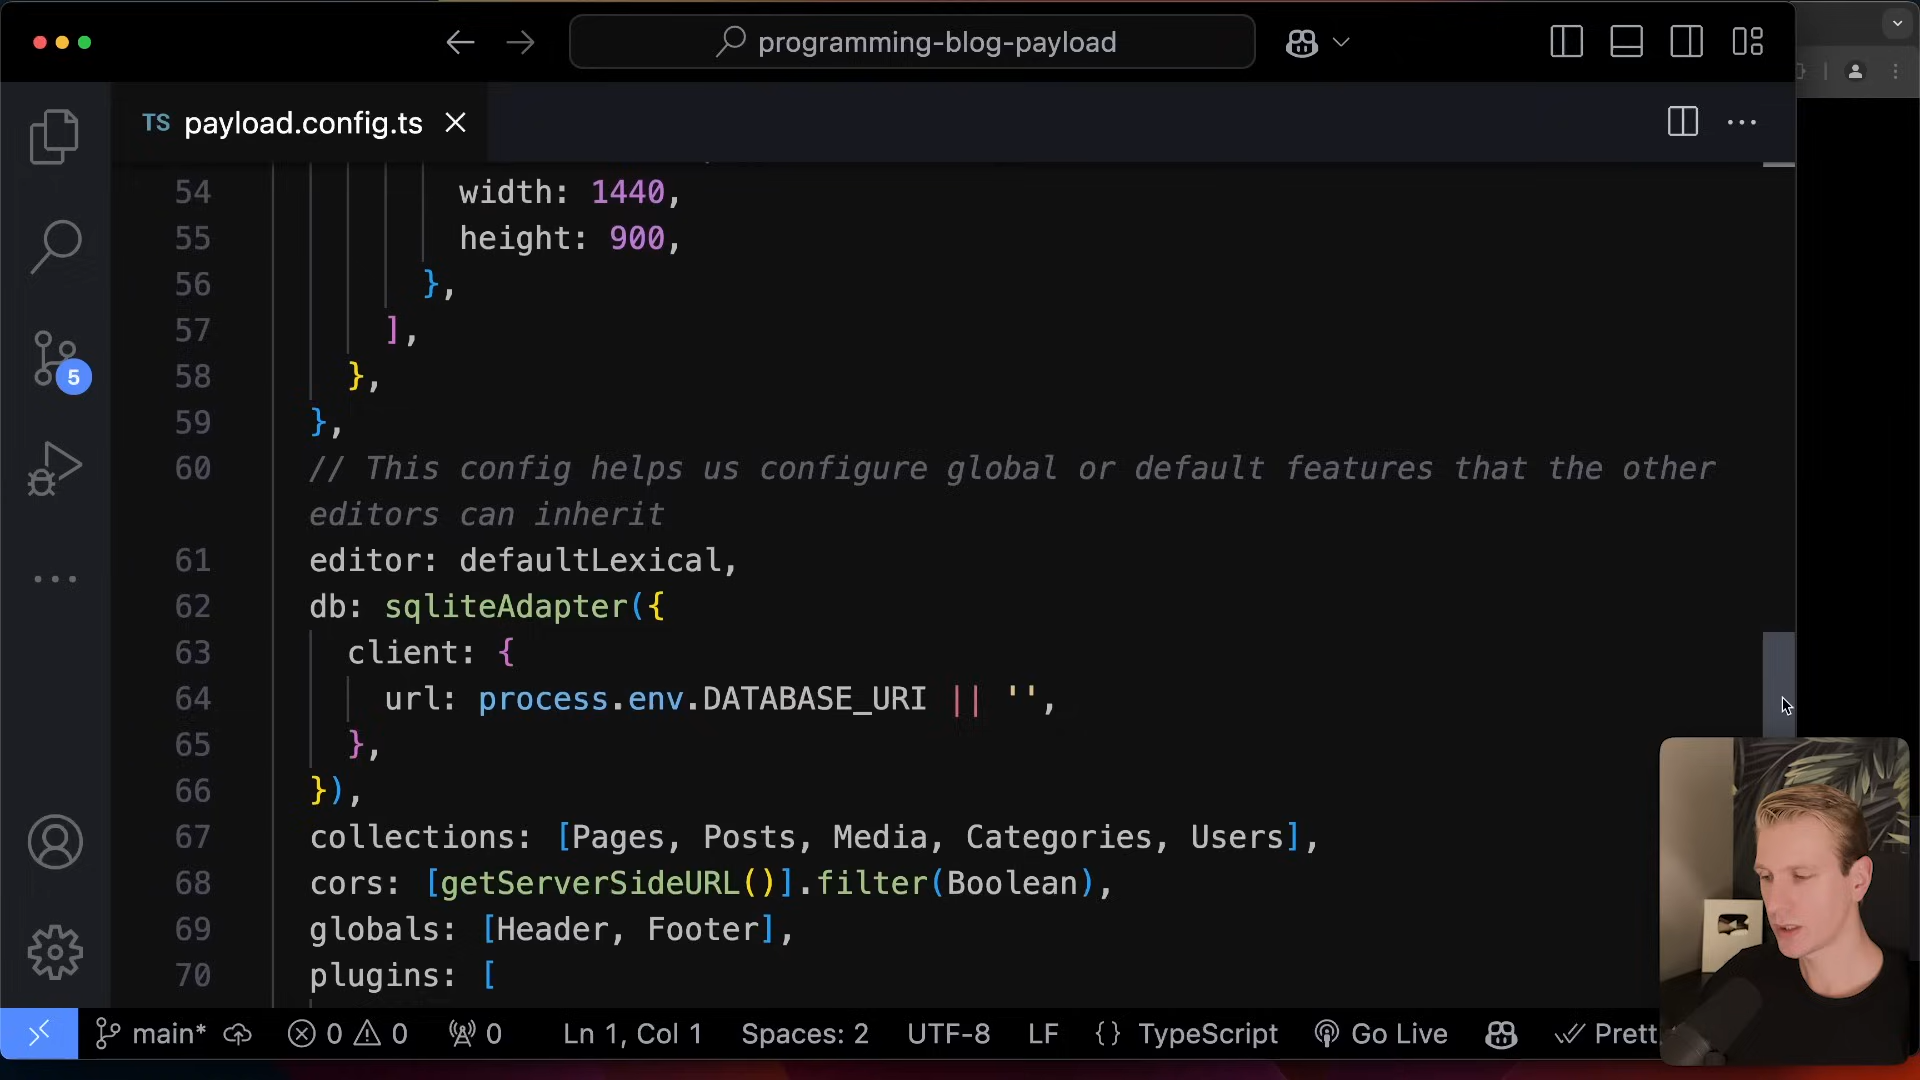 programming-blog-payload
TS payload.config.ts
54 width: 1440,
55 height: 900,
56 },
57 ],
58 },
59 },
60 // This config helps us configure global or default features that the other
editors can inherit
61 editor: defaultLexical,
62 db: sqliteAdapter({
63 client: {
64 url: process.env.DATABASE_URI || '',
65 },
66 }),
67 collections: [Pages, Posts, Media, Categories, Users],
68 cors: [getServerSideURL()].filter(Boolean),
69 globals: [Header, Footer],
70 plugins: [
5
main* 0 0 0 Ln 1, Col 1 Spaces: 2 UTF-8 LF {} TypeScript Go Live Prett